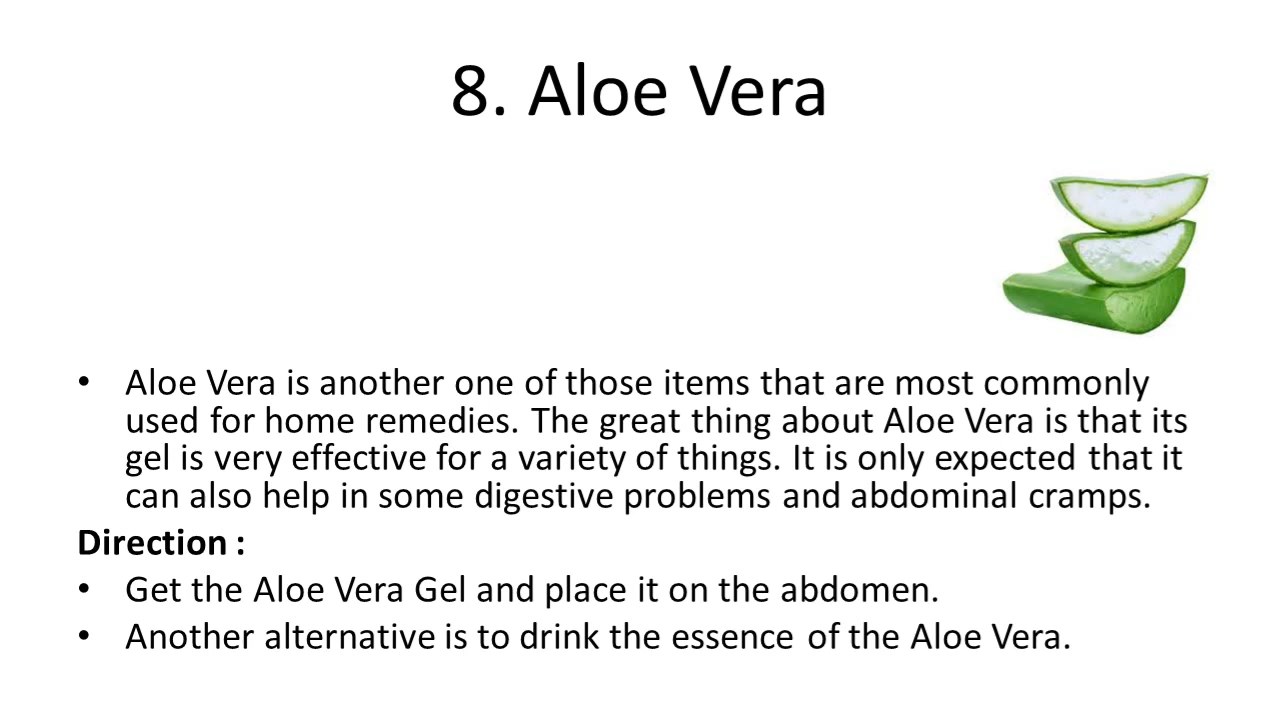 8. Aloe Vera
• Aloe Vera is another one of those items that are most commonly
used for home remedies. The great thing about Aloe Vera is that its
gel is very effective for a variety of things. It is only expected that it
can also help in some digestive problems and abdominal cramps.
Direction :
• Get the Aloe Vera Gel and place it on the abdomen.
• Another alternative is to drink the essence of the Aloe Vera.